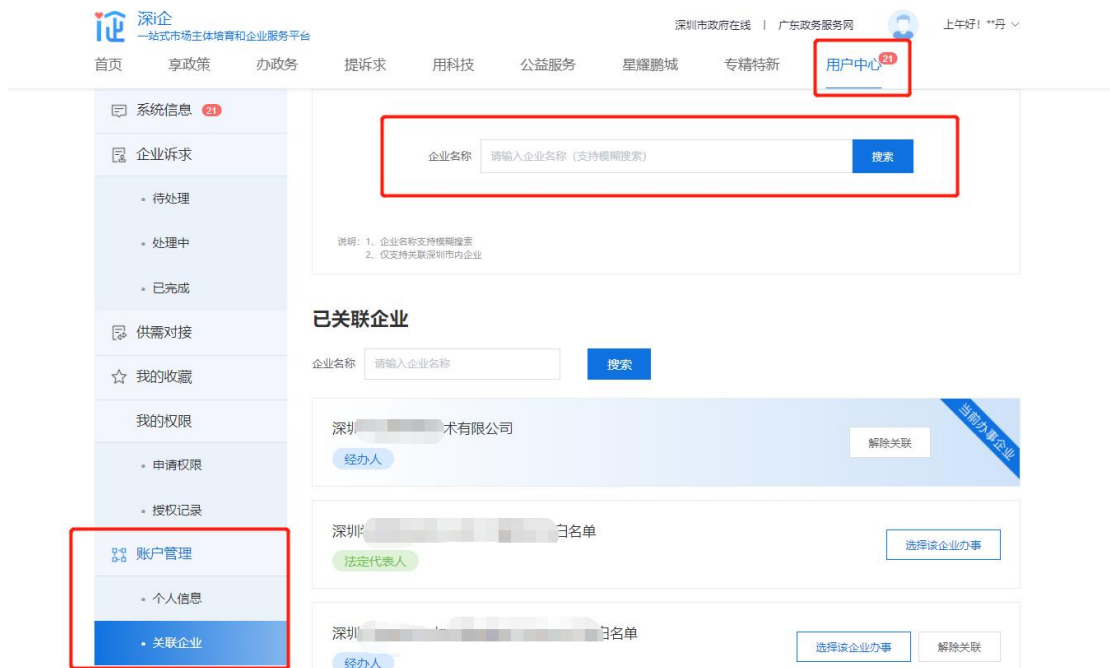 深i企
一站式市场主体培育和企业服务平台
深圳市政府在线 | 广东政务服务网
上午好! **丹
首页 享政策 办政务 提诉求 用科技 公益服务 星耀鹏城 专精特新 用户中心 21
系统信息 21
企业诉求
待处理
处理中
已完成
供需对接
我的收藏
我的权限
申请权限
授权记录
账户管理
个人信息
关联企业
企业名称 请输入企业名称(支持模糊搜索) 搜索
说明:1、企业名称支持模糊搜索
2、仅支持关联深圳市内企业
已关联企业
企业名称 请输入企业名称 搜索
深圳 术有限公司
经办人
解除关联
当前办事企业
深圳 白名单
法定代表人
选择该企业办事
深圳 白名单
经办人
选择该企业办事 解除关联